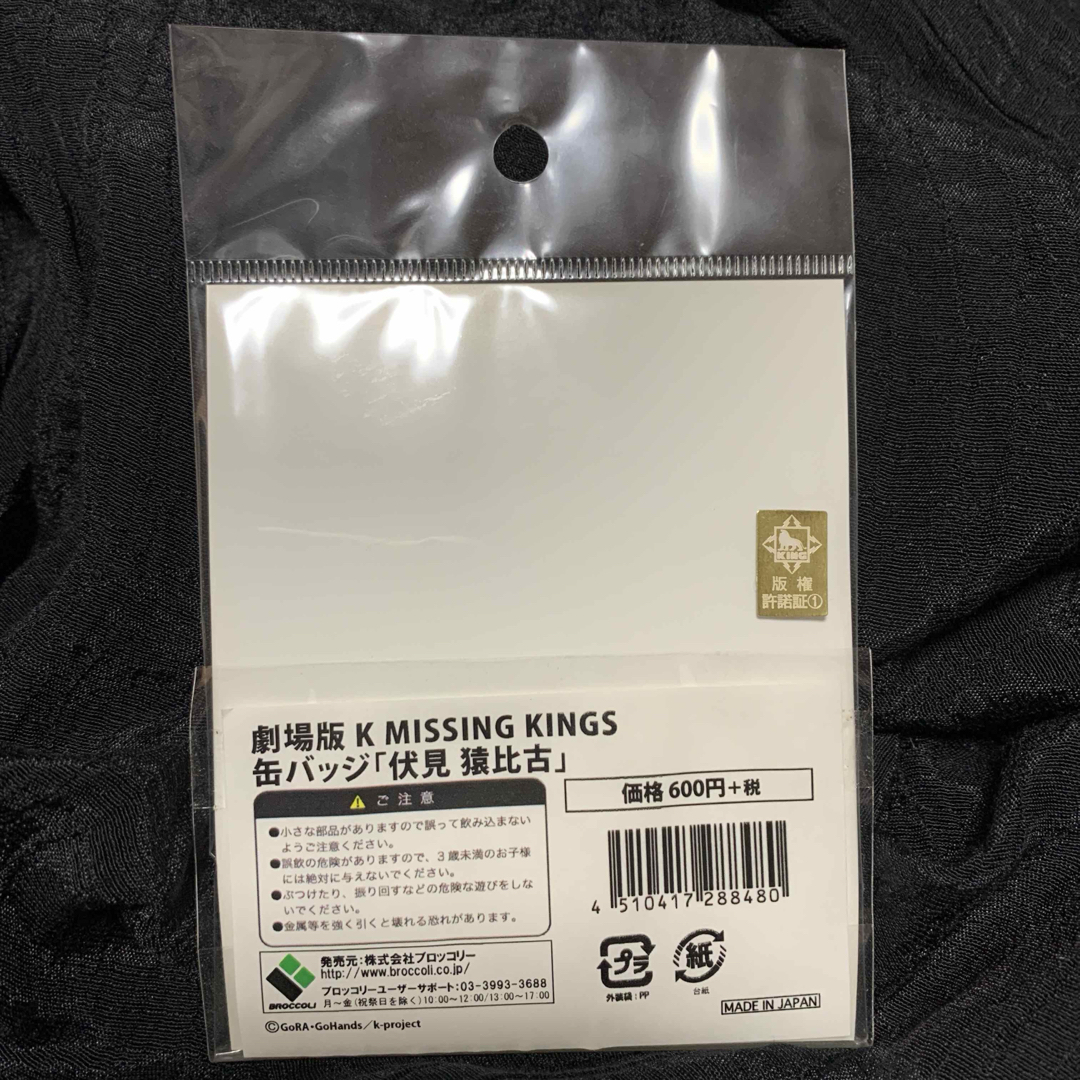 KING
版権
許諾証①
劇場版 K MISSING KINGS
缶バッジ「伏見 猿比古」
ご注意
●小さな部品がありますので誤って飲み込まない
ようご注意ください。
●誤飲の危険がありますので、3歳未満のお子様
には絶対に与えないでください。
●ぶつけたり、振り回すなどの危険な遊びをしな
いでください。
●金属等を強く引くと壊れる恐れがあります。
価格 600円+税
4 510417 288480
BROCCOLI
発売元:株式会社ブロッコリー
http://www.broccoli.co.jp/
ブロッコリーユーザーサポート:03-3993-3688
月〜金(祝祭日を除く)10:00〜12:00/13:00〜17:00
プラ
外装袋:PP
紙
台紙
MADE IN JAPAN
©GoRA・GoHands/k-project